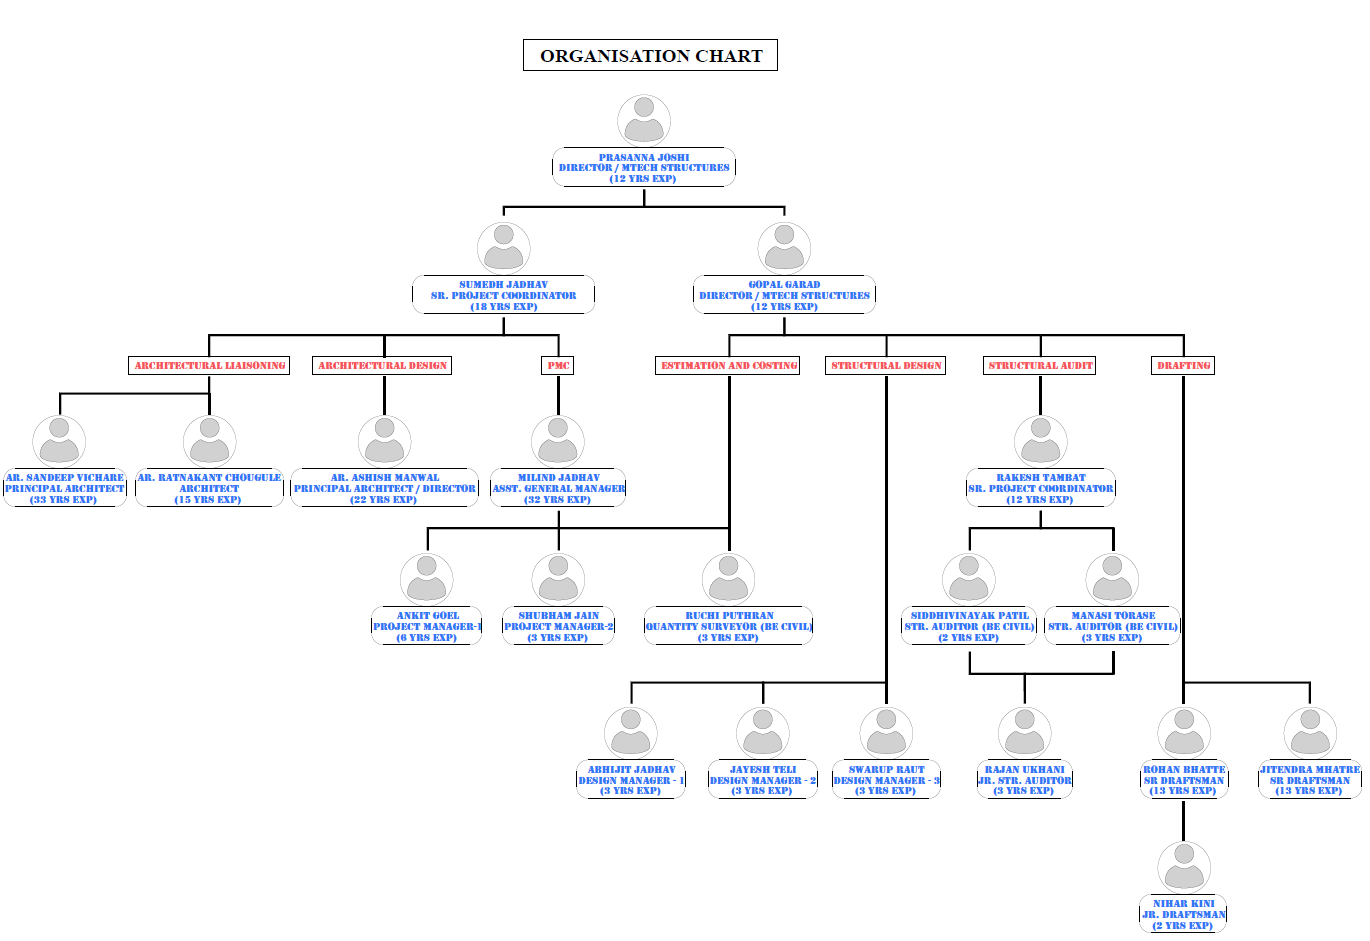 ORGANISATION CHART
PRASANNA JOSHI
DIRECTOR / MTECH STRUCTURES
(12 YRS EXP)
SUMEDH JADHAV
SR. PROJECT COORDINATOR
(18 YRS EXP)
GOPAL GARAD
DIRECTOR / MTECH STRUCTURES
(12 YRS EXP)
ARCHITECTURAL LIAISONING
ARCHITECTURAL DESIGN
PMC
ESTIMATION AND COSTING
STRUCTURAL DESIGN
STRUCTURAL AUDIT
DRAFTING
AR. SANDEEP VICHARE
PRINCIPAL ARCHITECT
(33 YRS EXP)
AR. RATNAKANT CHOUGULE
ARCHITECT
(15 YRS EXP)
AR. ASHISH MANWAL
PRINCIPAL ARCHITECT / DIRECTOR
(22 YRS EXP)
MILIND JADHAV
ASST. GENERAL MANAGER
(32 YRS EXP)
RAKESH TAMBAT
SR. PROJECT COORDINATOR
(12 YRS EXP)
ANKIT GOEL
PROJECT MANAGER-1
(6 YRS EXP)
SHUBHAM JAIN
PROJECT MANAGER-2
(3 YRS EXP)
RUCHI PUTHRAN
QUANTITY SURVEYOR (BE CIVIL)
(3 YRS EXP)
SIDDHIVINAYAK PATIL
STR. AUDITOR (BE CIVIL)
(2 YRS EXP)
MANASI TORASE
STR. AUDITOR (BE CIVIL)
(3 YRS EXP)
ABHIJIT JADHAV
DESIGN MANAGER - 1
(3 YRS EXP)
JAYESH TELI
DESIGN MANAGER - 2
(3 YRS EXP)
SWARUP RAUT
DESIGN MANAGER - 3
(3 YRS EXP)
RAJAN UKHANI
JR. STR. AUDITOR
(3 YRS EXP)
ROHAN BHATTE
SR DRAFTSMAN
(13 YRS EXP)
JITENDRA MHATRE
SR DRAFTSMAN
(13 YRS EXP)
NIHAR KINI
JR. DRAFTSMAN
(2 YRS EXP)